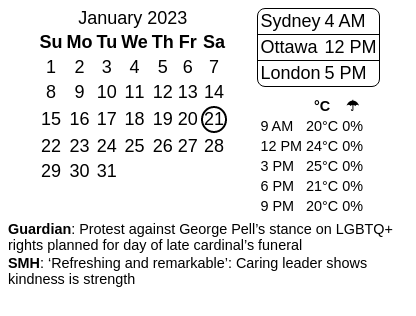 January 2023
Su Mo Tu We Th Fr Sa
1 2 3 4 5 6 7
8 9 10 11 12 13 14
15 16 17 18 19 20 21
22 23 24 25 26 27 28
29 30 31
Sydney 4 AM
Ottawa 12 PM
London 5 PM
°C ☂
9 AM 20°C 0%
12 PM 24°C 0%
3 PM 25°C 0%
6 PM 21°C 0%
9 PM 20°C 0%
Guardian: Protest against George Pell’s stance on LGBTQ+
rights planned for day of late cardinal’s funeral
SMH: ‘Refreshing and remarkable’: Caring leader shows
kindness is strength